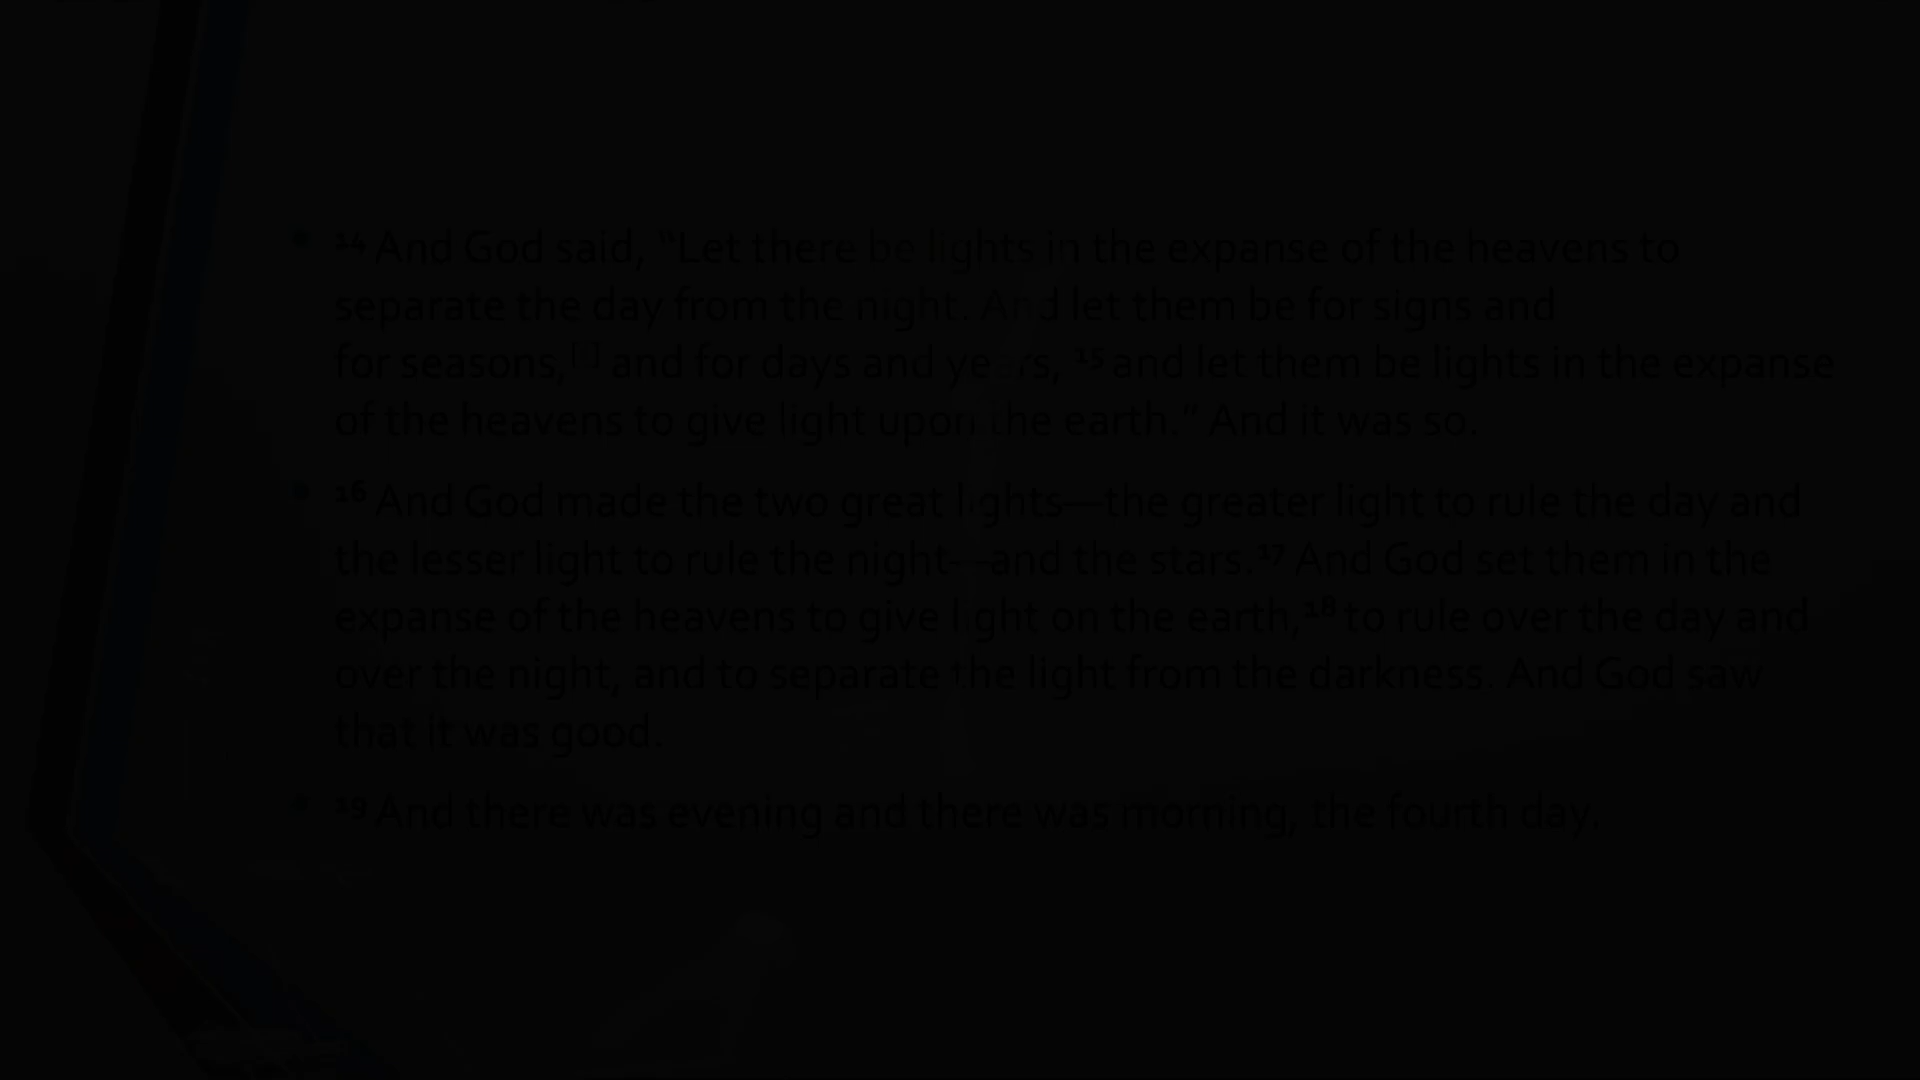 14 And God said, “Let there be lights in the expanse of the heavens to
separate the day from the night. And let them be for signs and
for seasons,[f] and for days and years, 15 and let them be lights in the expanse
of the heavens to give light upon the earth.” And it was so.
16 And God made the two great lights—the greater light to rule the day and
the lesser light to rule the night—and the stars.17 And God set them in the
expanse of the heavens to give light on the earth,18 to rule over the day and
over the night, and to separate the light from the darkness. And God saw
that it was good.
19 And there was evening and there was morning, the fourth day.